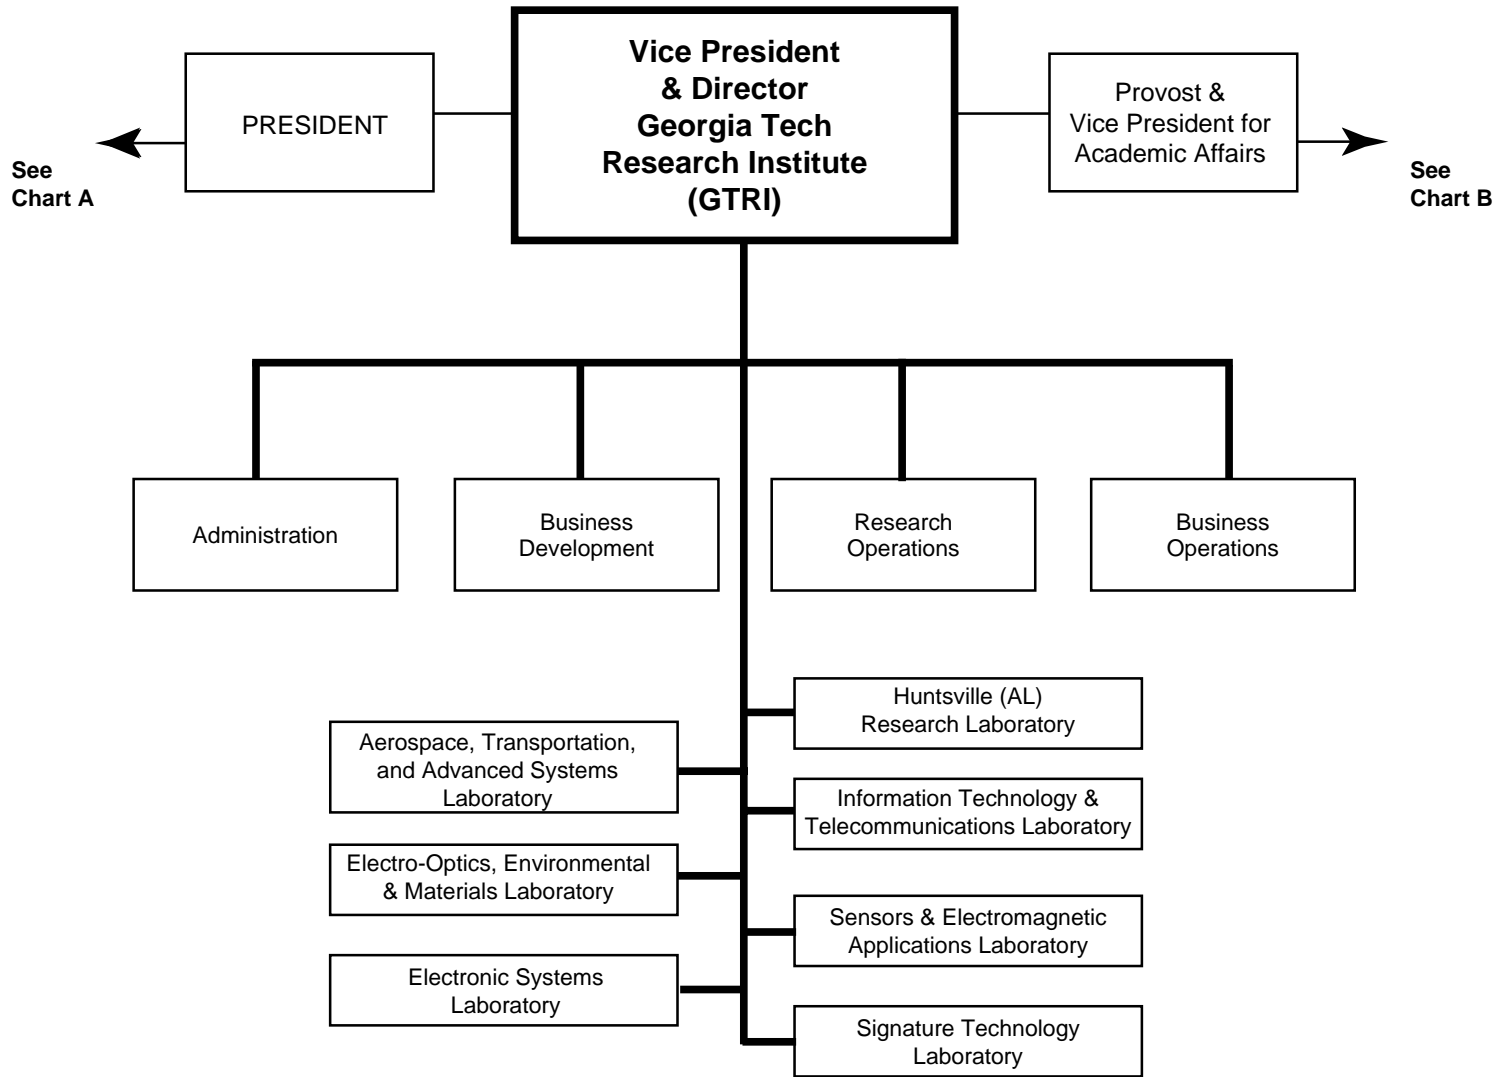 Vice President
& Director
Georgia Tech
Research Institute
(GTRI)
PRESIDENT
Provost &
Vice President for
Academic Affairs
See
Chart A
See
Chart B
Administration
Business
Development
Research
Operations
Business
Operations
Aerospace, Transportation,
and Advanced Systems
Laboratory
Electro-Optics, Environmental
& Materials Laboratory
Electronic Systems
Laboratory
Huntsville (AL)
Research Laboratory
Information Technology &
Telecommunications Laboratory
Sensors & Electromagnetic
Applications Laboratory
Signature Technology
Laboratory